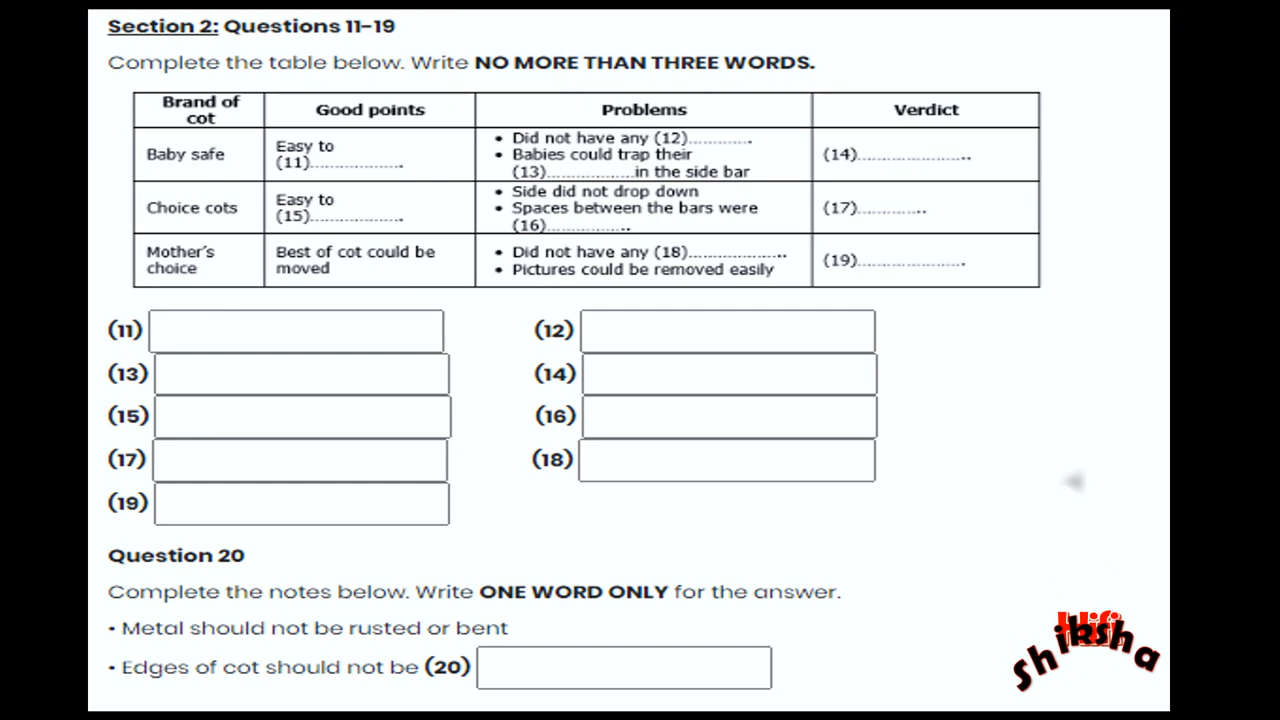 Section 2: Questions 11-19
Complete the table below. Write NO MORE THAN THREE WORDS.
Brand of cot
Good points
Problems
Verdict
Baby safe
Easy to
(11)....................
• Did not have any (12)..............
• Babies could trap their
(13)...................in the side bar
(14)........................
Choice cots
Easy to
(15)....................
• Side did not drop down
• Spaces between the bars were
(16)..................
(17)..............
Mother's choice
Best of cot could be moved
• Did not have any (18).....................
• Pictures could be removed easily
(19).......................
(11)
(12)
(13)
(14)
(15)
(16)
(17)
(18)
(19)
Question 20
Complete the notes below. Write ONE WORD ONLY for the answer.
• Metal should not be rusted or bent
• Edges of cot should not be (20)
Hifi
Shiksha